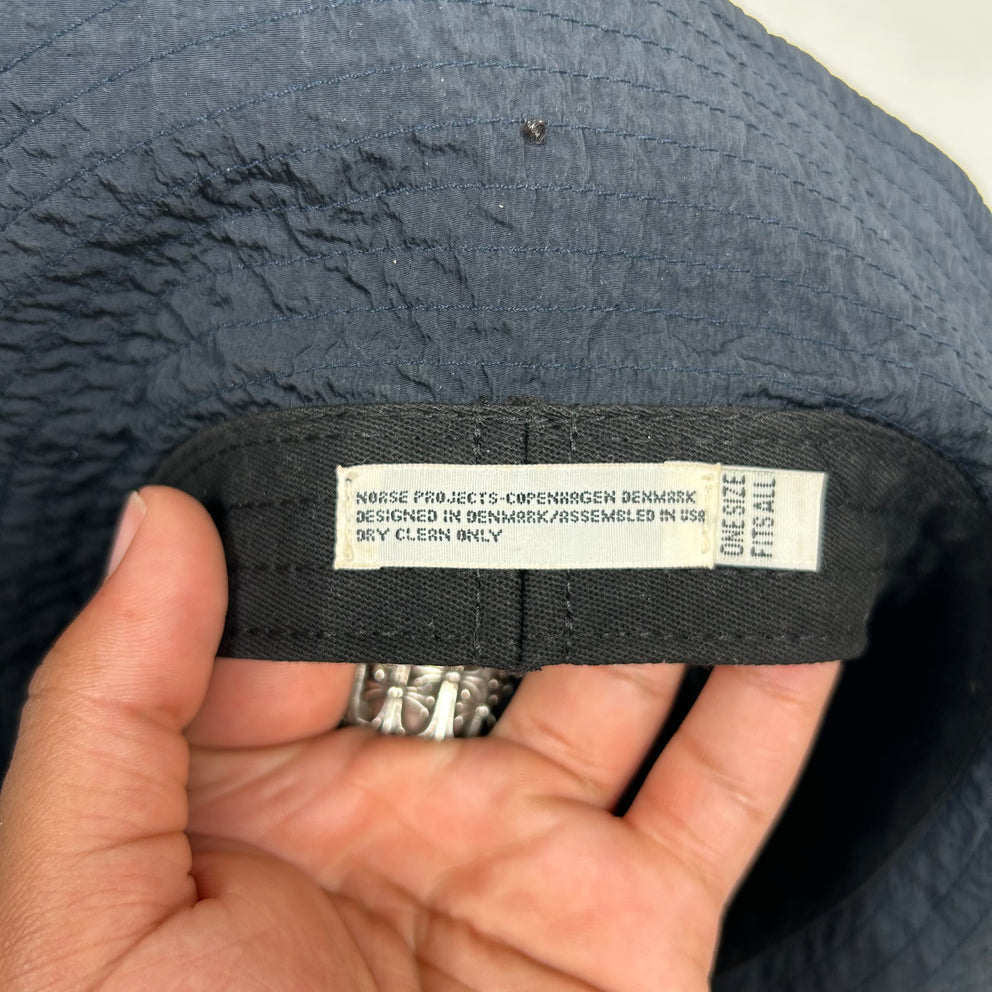 NORSE PROJECTS-COPENHAGEN DENMARK
DESIGNED IN DENMARK/ASSEMBLED IN USA
DRY CLEAN ONLY
ONE SIZE
FITS ALL